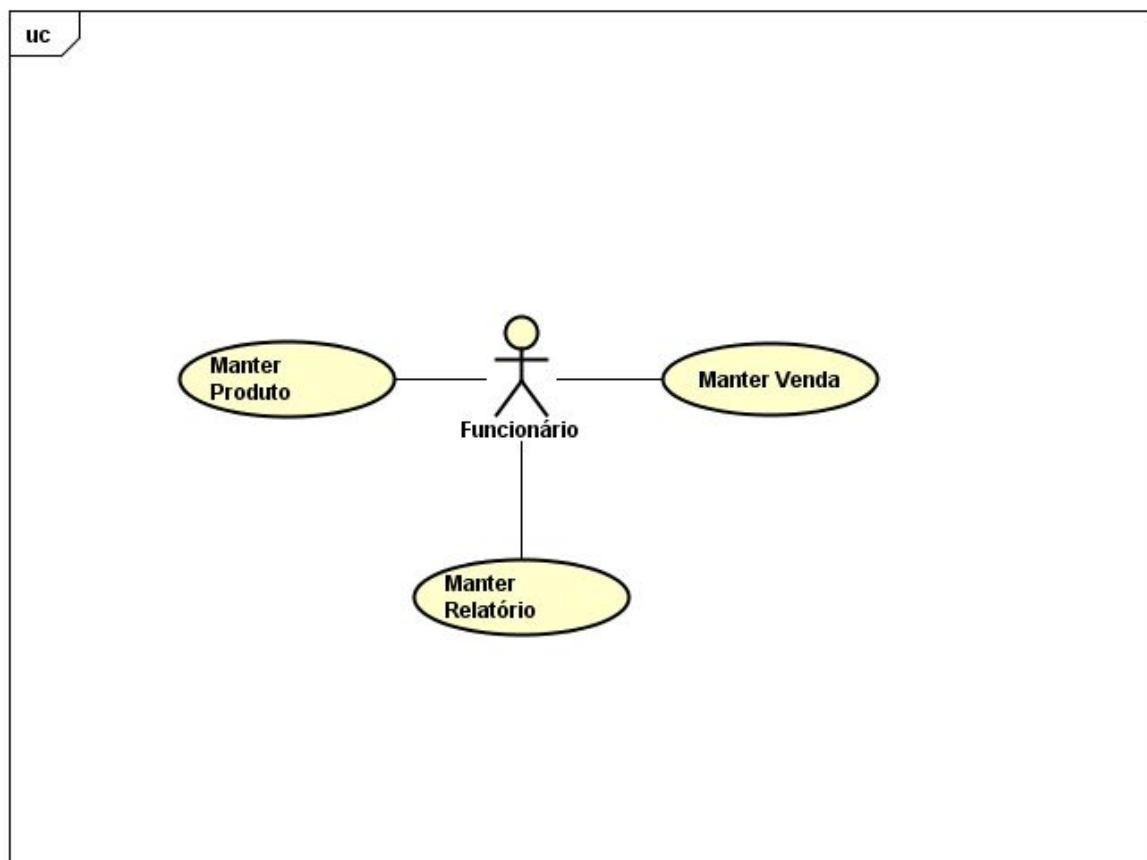 uc
Manter
Produto
Funcionário
Manter Venda
Manter
Relatório